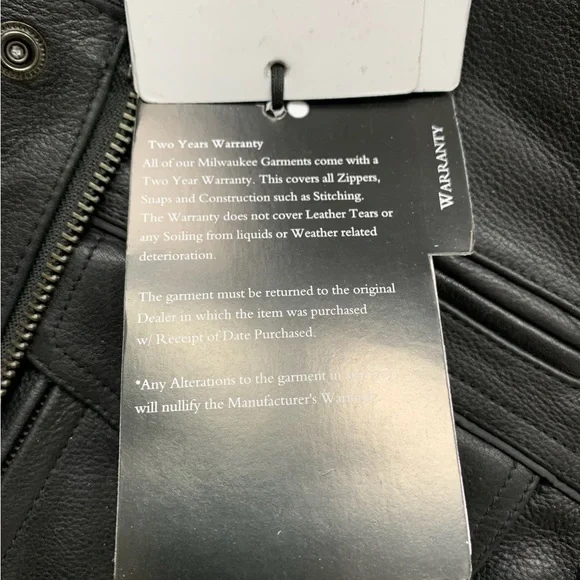 Two Years Warranty
All of our Milwaukee Garments come with a
Two Year Warranty. This covers all Zippers,
Snaps and Construction such as Stitching.
The Warranty does not cover Leather Tears or
any Soiling from liquids or Weather related
deterioration.
The garment must be returned to the original
Dealer in which the item was purchased
w/ Receipt of Date Purchased.
*Any Alterations to the garment in
will nullify the Manufacturer's
WARRANTY